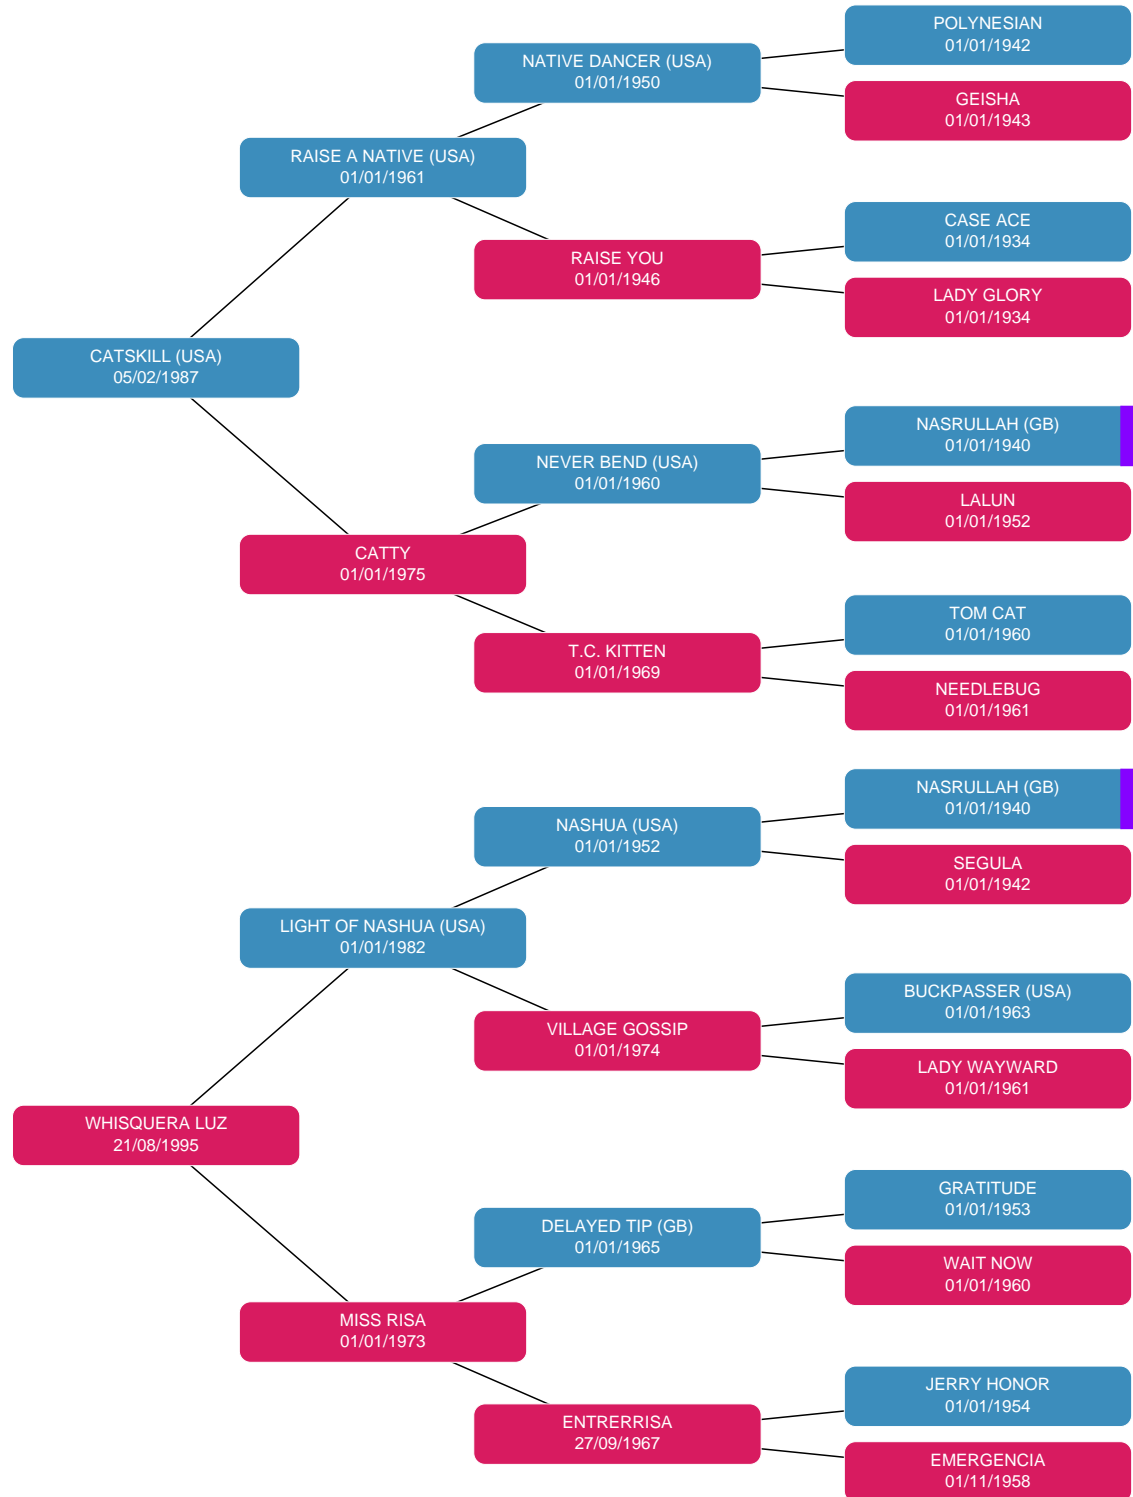 POLYNESIAN
01/01/1942
NATIVE DANCER (USA)
01/01/1950
GEISHA
01/01/1943
RAISE A NATIVE (USA)
01/01/1961
CASE ACE
01/01/1934
RAISE YOU
01/01/1946
LADY GLORY
01/01/1934
CATSKILL (USA)
05/02/1987
NASRULLAH (GB)
01/01/1940
NEVER BEND (USA)
01/01/1960
LALUN
01/01/1952
CATTY
01/01/1975
TOM CAT
01/01/1960
T.C. KITTEN
01/01/1969
NEEDLEBUG
01/01/1961
NASRULLAH (GB)
01/01/1940
NASHUA (USA)
01/01/1952
SEGULA
01/01/1942
LIGHT OF NASHUA (USA)
01/01/1982
BUCKPASSER (USA)
01/01/1963
VILLAGE GOSSIP
01/01/1974
LADY WAYWARD
01/01/1961
WHISQUERA LUZ
21/08/1995
GRATITUDE
01/01/1953
DELAYED TIP (GB)
01/01/1965
WAIT NOW
01/01/1960
MISS RISA
01/01/1973
JERRY HONOR
01/01/1954
ENTRERRISA
27/09/1967
EMERGENCIA
01/11/1958